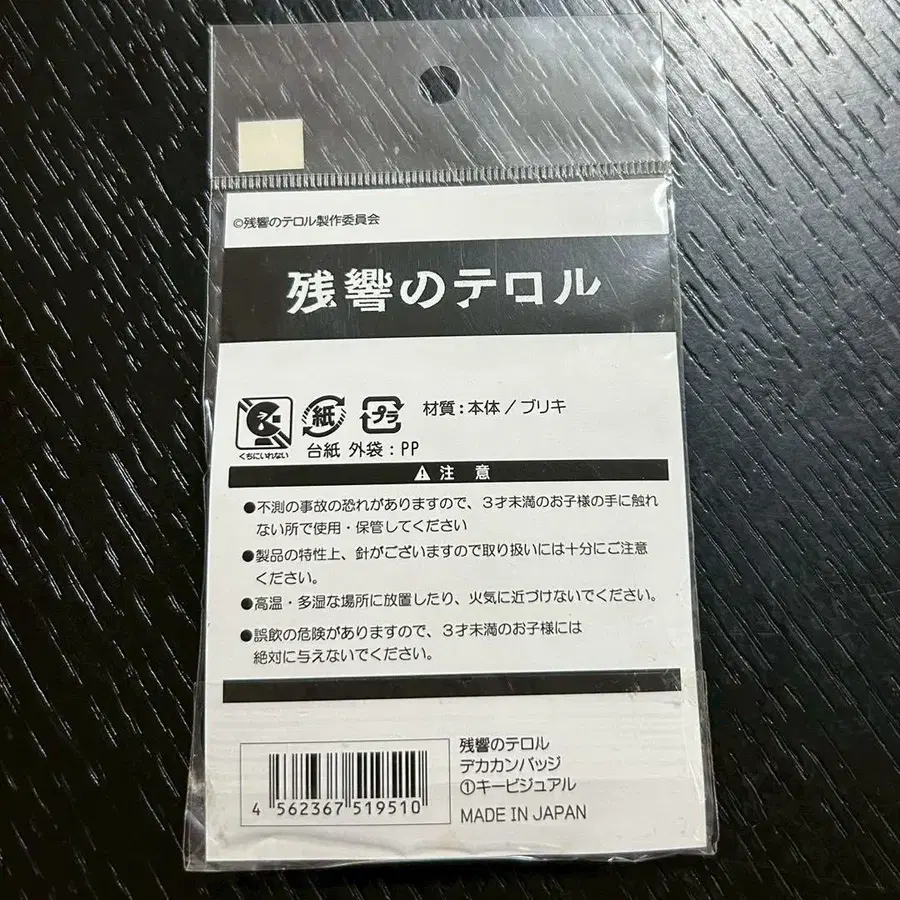 ©残響のテロル製作委員会
残響のテロル
紙 プラ 材質:本体/ブリキ
くちにいれない 台紙 外袋:PP
注 意
●不測の事故の恐れがありますので、3才未満のお子様の手に触れ
ない所で使用・保管してください
●製品の特性上、針がございますので取り扱いには十分にご注意
ください。
●高温・多湿な場所に放置したり、火気に近づけないでください。
●誤飲の危険がありますので、3才未満のお子様には
絶対に与えないでください。
残響のテロル
デカカンバッジ
①キービジュアル
MADE IN JAPAN
4 562367 519510